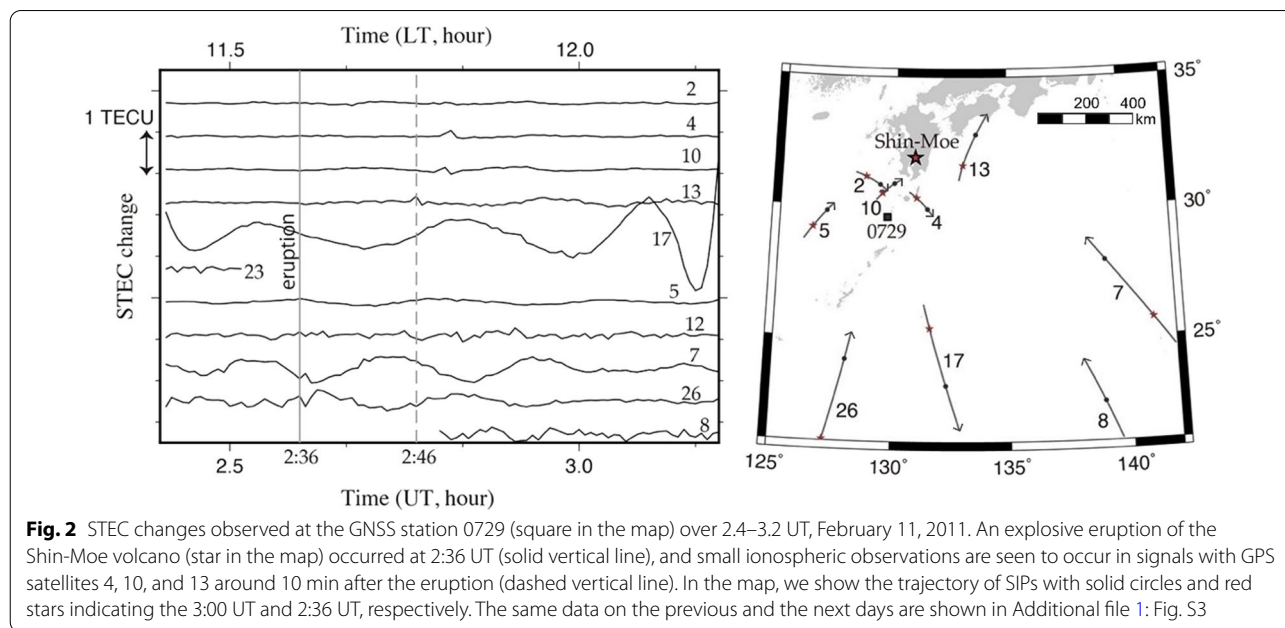 Time (LT, hour)
11.5 12.0
1 TECU
STEC change
eruption
2
4
10
13
17
23
5
12
7
26
8
2.5 2:36 2:46 3.0
Time (UT, hour)
35°
200 400
km
Shin-Moe
13
30°
2
10
4
5
0729
7
25°
17
26
8
125° 130° 135° 140°
Fig. 2 STEC changes observed at the GNSS station 0729 (square in the map) over 2.4–3.2 UT, February 11, 2011. An explosive eruption of the
Shin-Moe volcano (star in the map) occurred at 2:36 UT (solid vertical line), and small ionospheric observations are seen to occur in signals with GPS
satellites 4, 10, and 13 around 10 min after the eruption (dashed vertical line). In the map, we show the trajectory of SIPs with solid circles and red
stars indicating the 3:00 UT and 2:36 UT, respectively. The same data on the previous and the next days are shown in Additional file 1: Fig. S3